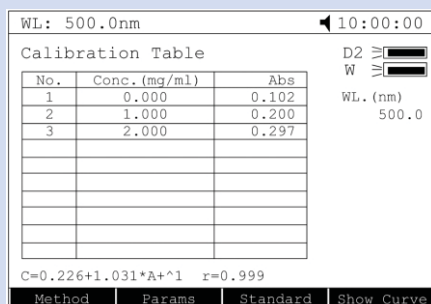 WL: 500.0nm 10:00:00
Calibration Table
D2
W
No. Conc.(mg/ml) Abs
1 0.000 0.102
2 1.000 0.200
3 2.000 0.297
WL.(nm)
500.0
C=0.226+1.031*A+^1 r=0.999
Method Params Standard Show Curve